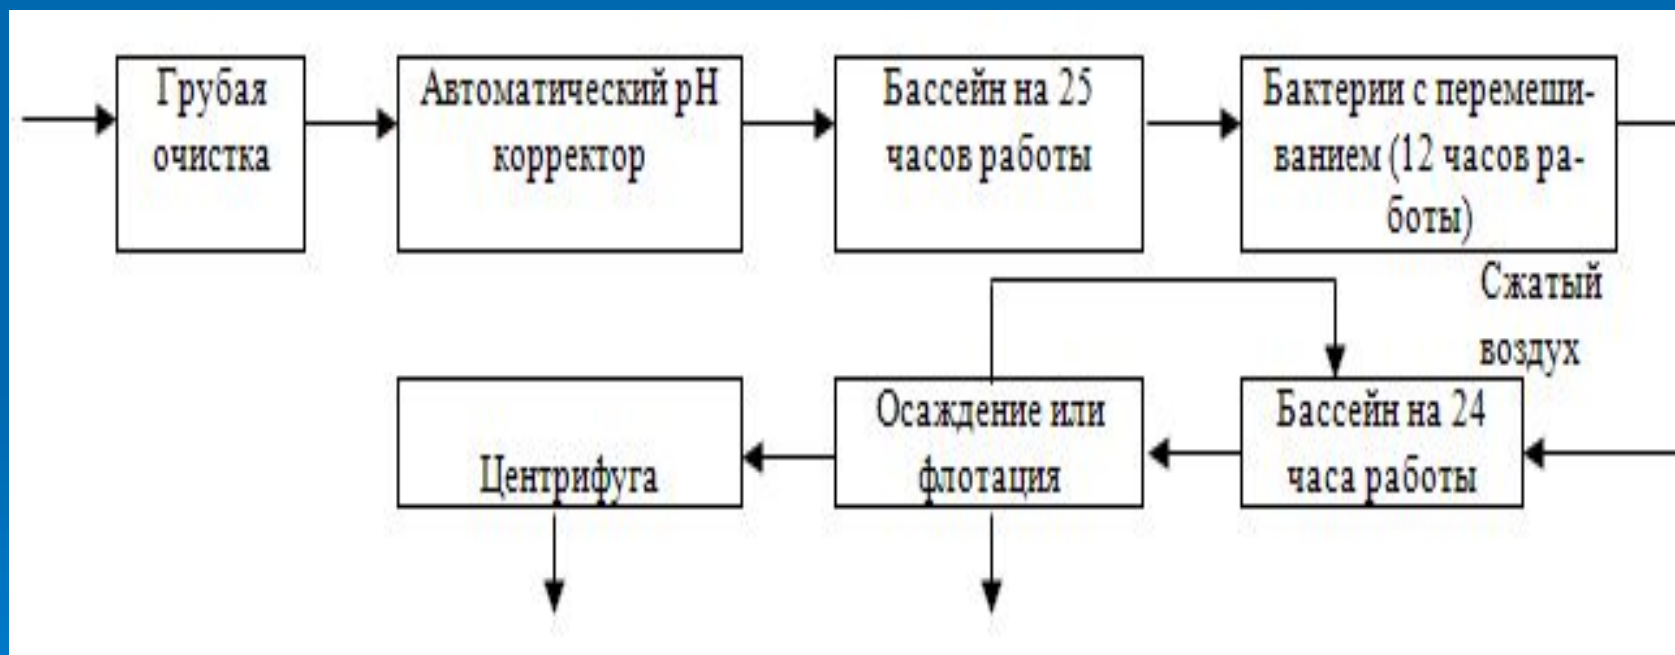 Грубая
очистка
Автоматический pH
корректор
Бассейн на 25
часов работы
Бактерии с перемеши-
ванием (12 часов ра-
боты)
Сжатый
воздух
Центрифуга
Осаждение или
флотация
Бассейн на 24
часа работы